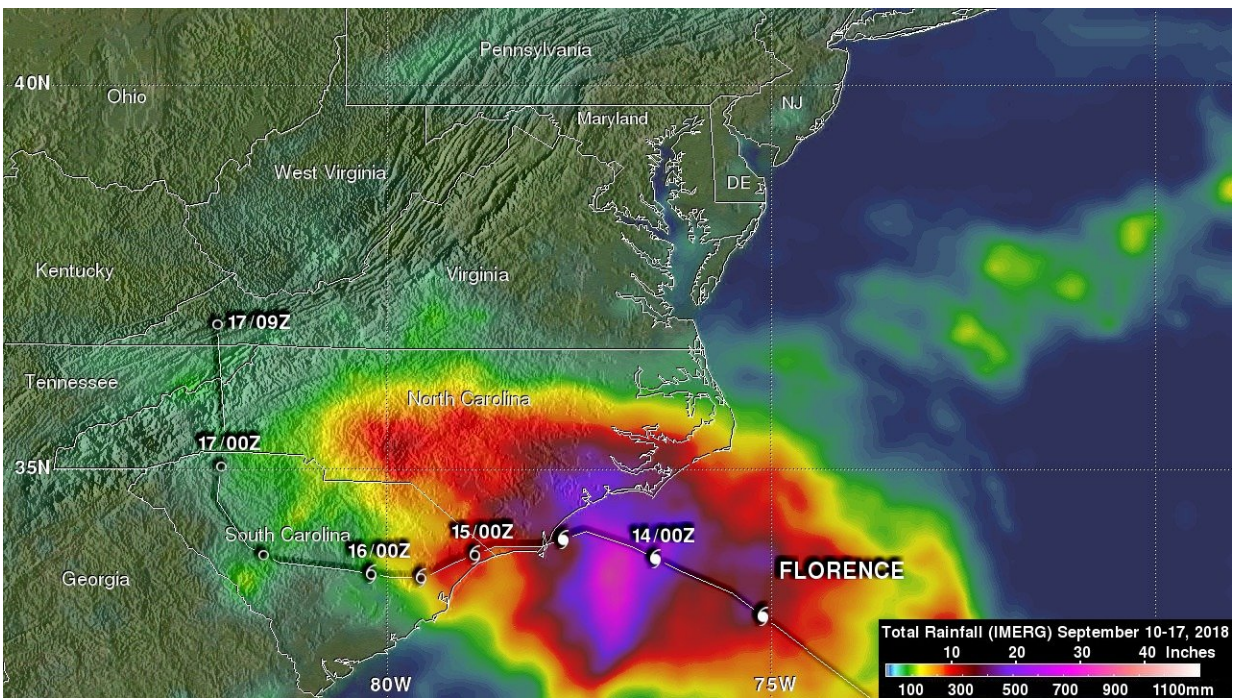 Pennsylvania
40N
Ohio
NJ
Maryland
West Virginia
DE
Kentucky
Virginia
17/09Z
Tennessee
North Carolina
17/00Z
35N
South Carolina
15/00Z
14/00Z
16/00Z
Georgia
FLORENCE
Total Rainfall (IMERG) September 10-17, 2018
10 20 30 40 Inches
100 300 500 700 900 1100mm
80W
75W